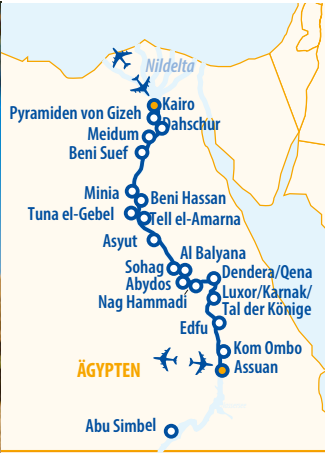 Nildelta
Kairo
Pyramiden von Gizeh
Dahschur
Meidum
Beni Suef
Minia
Beni Hassan
Tuna el-Gebel
Tell el-Amarna
Asyut
Al Balyana
Sohag
Dendera/Qena
Abydos
Luxor/Karnak/
Nag Hammadi
Tal der Könige
Edfu
Kom Ombo
ÄGYPTEN
Assuan
Abu Simbel